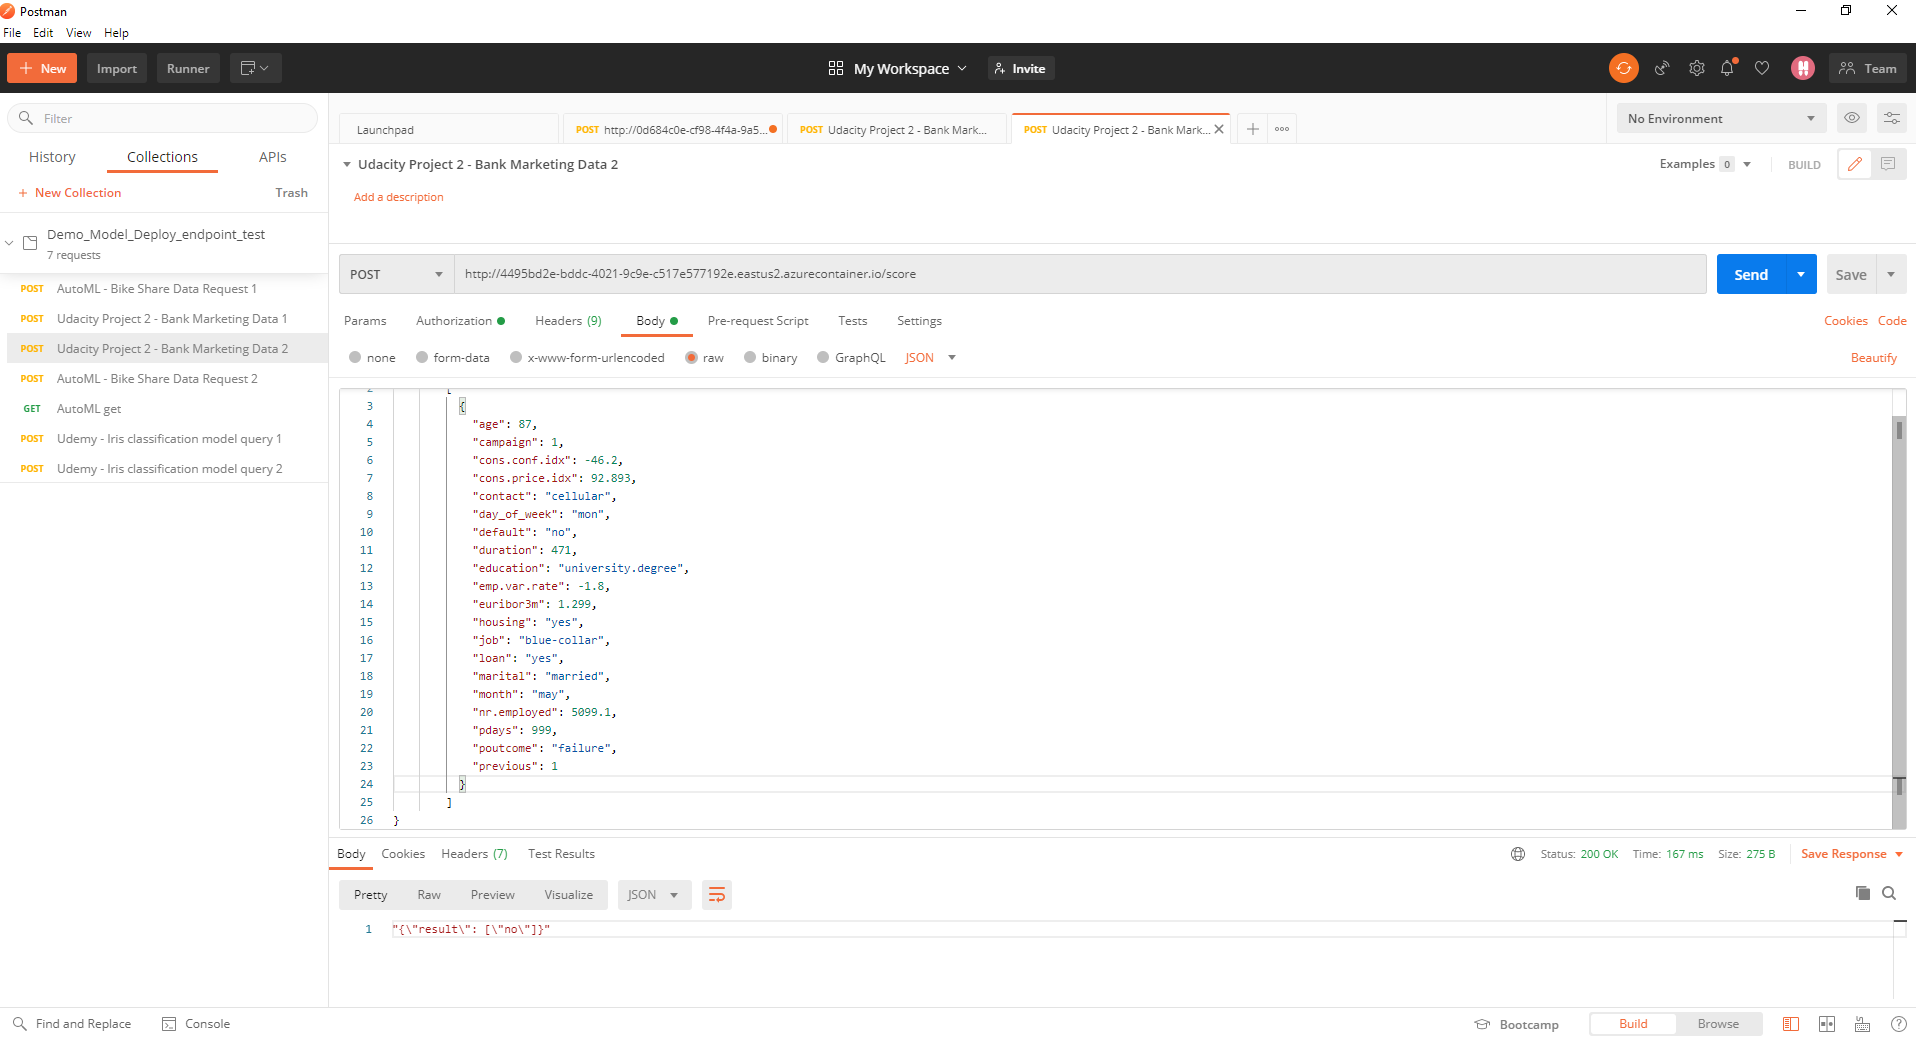 Postman
File Edit View Help
+ New Import Runner My Workspace Invite Team
Filter
History Collections APIs
+ New Collection Trash
Demo_Model_Deploy_endpoint_test
7 requests
POST AutoML - Bike Share Data Request 1
POST Udacity Project 2 - Bank Marketing Data 1
POST Udacity Project 2 - Bank Marketing Data 2
POST AutoML - Bike Share Data Request 2
GET AutoML get
POST Udemy - Iris classification model query 1
POST Udemy - Iris classification model query 2
Launchpad POST http://0d684c0e-cf98-4f4a-9a5... POST Udacity Project 2 - Bank Mark... POST Udacity Project 2 - Bank Mark... No Environment
Udacity Project 2 - Bank Marketing Data 2 Examples 0 BUILD
Add a description
POST http://4495bd2e-bddc-4021-9c9e-c517e577192e.eastus2.azurecontainer.io/score Send Save
Params Authorization Headers (9) Body Pre-request Script Tests Settings Cookies Code
none form-data x-www-form-urlencoded raw binary GraphQL JSON Beautify
2 [
3 {
4 "age": 87,
5 "campaign": 1,
6 "cons.conf.idx": -46.2,
7 "cons.price.idx": 92.893,
8 "contact": "cellular",
9 "day_of_week": "mon",
10 "default": "no",
11 "duration": 471,
12 "education": "university.degree",
13 "emp.var.rate": -1.8,
14 "euribor3m": 1.299,
15 "housing": "yes",
16 "job": "blue-collar",
17 "loan": "yes",
18 "marital": "married",
19 "month": "may",
20 "nr.employed": 5099.1,
21 "pdays": 999,
22 "poutcome": "failure",
23 "previous": 1
24 }
25 ]
26 }
Body Cookies Headers (7) Test Results Status: 200 OK Time: 167 ms Size: 275 B Save Response
Pretty Raw Preview Visualize JSON
1 "{\"result\": [\"no\"]}"
Find and Replace Console Bootcamp Build Browse